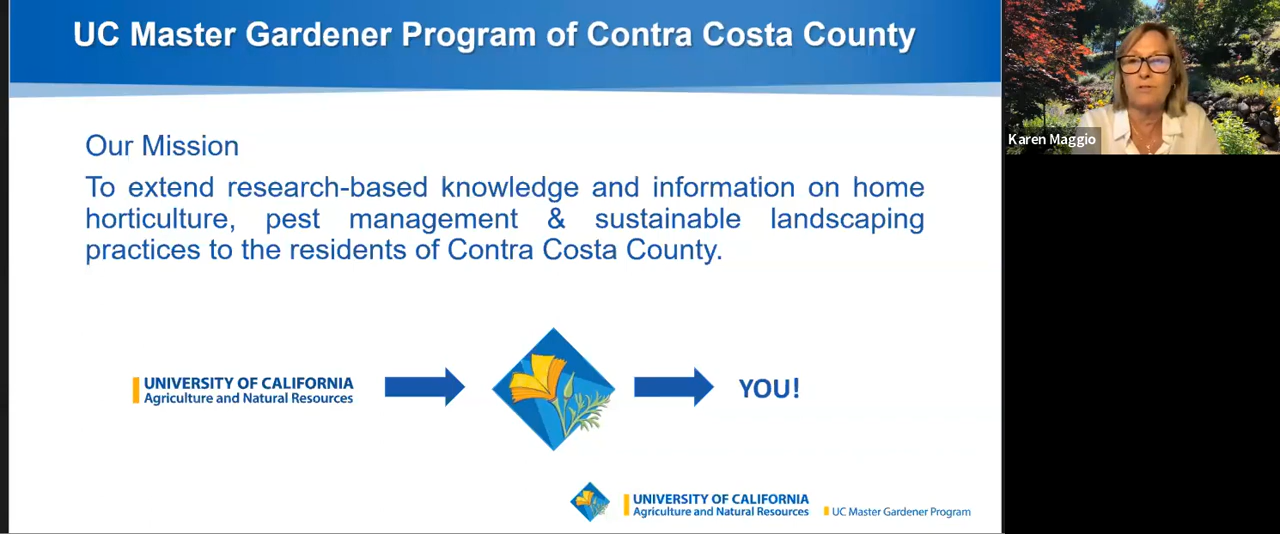 UC Master Gardener Program of Contra Costa County
Karen Maggio
Our Mission
To extend research-based knowledge and information on home
horticulture, pest management & sustainable landscaping
practices to the residents of Contra Costa County.
UNIVERSITY OF CALIFORNIA
Agriculture and Natural Resources
YOU!
UNIVERSITY OF CALIFORNIA
Agriculture and Natural Resources
UC Master Gardener Program